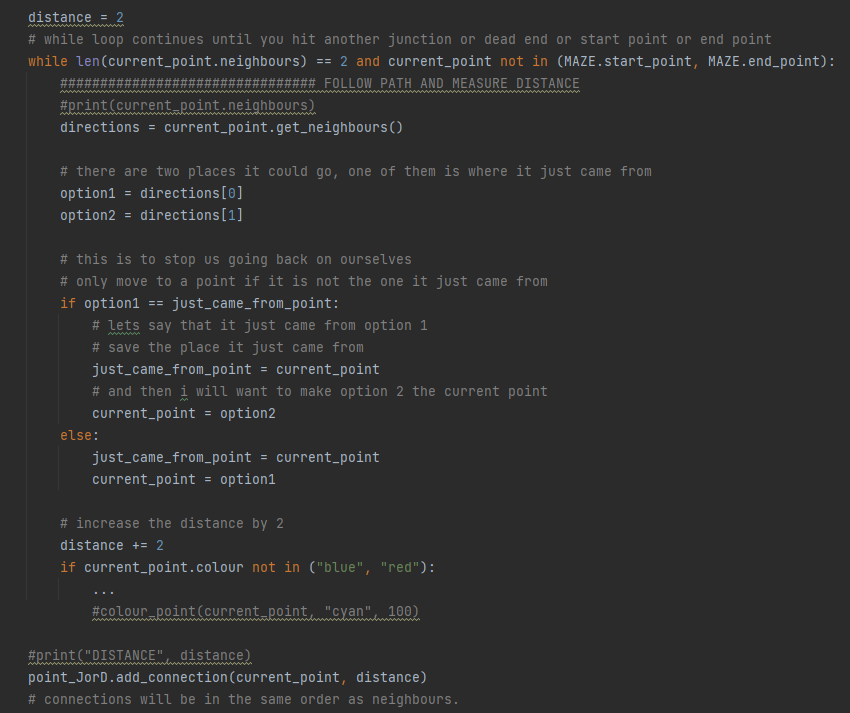 distance = 2
# while loop continues until you hit another junction or dead end or start point or end point
while len(current_point.neighbours) == 2 and current_point not in (MAZE.start_point, MAZE.end_point):
    ################################ FOLLOW PATH AND MEASURE DISTANCE
    #print(current_point.neighbours)
    directions = current_point.get_neighbours()

    # there are two places it could go, one of them is where it just came from
    option1 = directions[0]
    option2 = directions[1]

    # this is to stop us going back on ourselves
    # only move to a point if it is not the one it just came from
    if option1 == just_came_from_point:
        # lets say that it just came from option 1
        # save the place it just came from
        just_came_from_point = current_point
        # and then i will want to make option 2 the current point
        current_point = option2
    else:
        just_came_from_point = current_point
        current_point = option1

    # increase the distance by 2
    distance += 2
    if current_point.colour not in ("blue", "red"):
        ...
        #colour_point(current_point, "cyan", 100)

#print("DISTANCE", distance)
point_JorD.add_connection(current_point, distance)
# connections will be in the same order as neighbours.